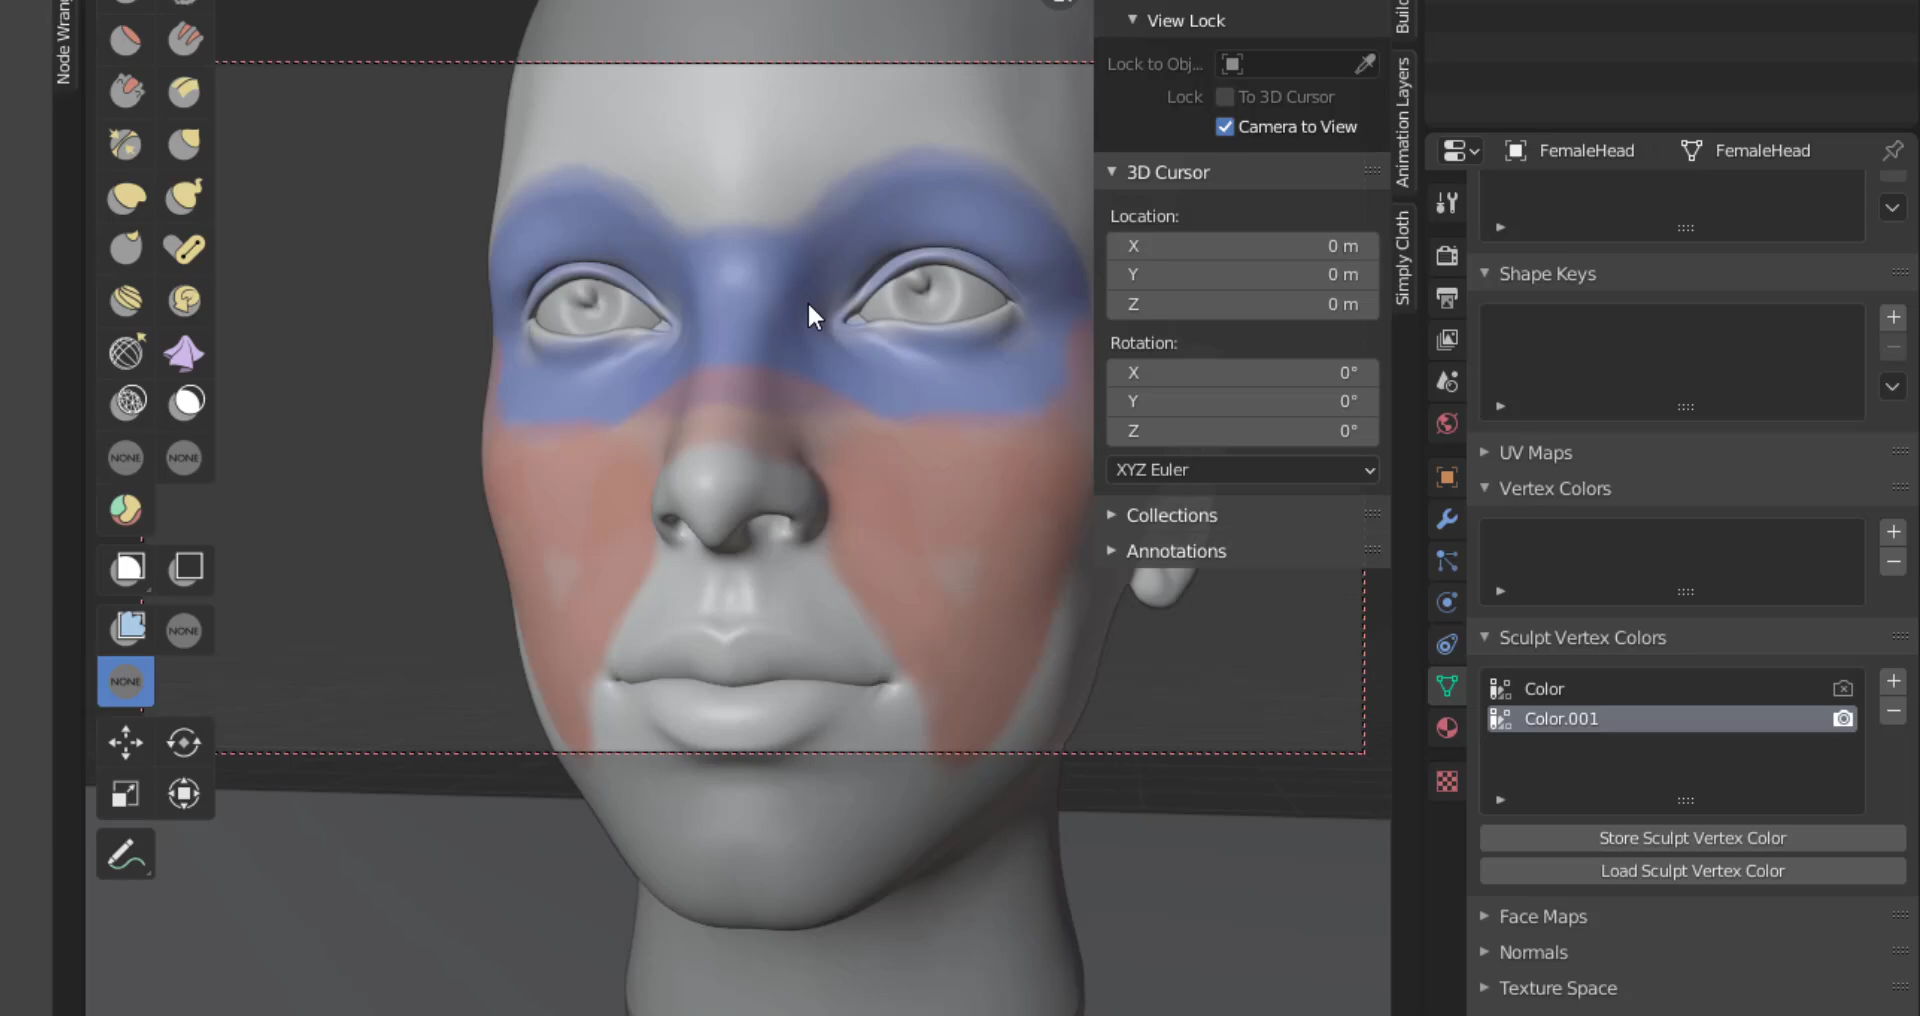 Node Wrang
NONE
NONE
NONE
NONE
View Lock
Lock to Obj...
Lock
To 3D Cursor
Camera to View
3D Cursor
Location:
X 0 m
Y 0 m
Z 0 m
Rotation:
X 0°
Y 0°
Z 0°
XYZ Euler
Collections
Annotations
Build
Animation Layers
Simply Cloth
FemaleHead
FemaleHead
Shape Keys
UV Maps
Vertex Colors
Sculpt Vertex Colors
Color
Color.001
Store Sculpt Vertex Color
Load Sculpt Vertex Color
Face Maps
Normals
Texture Space